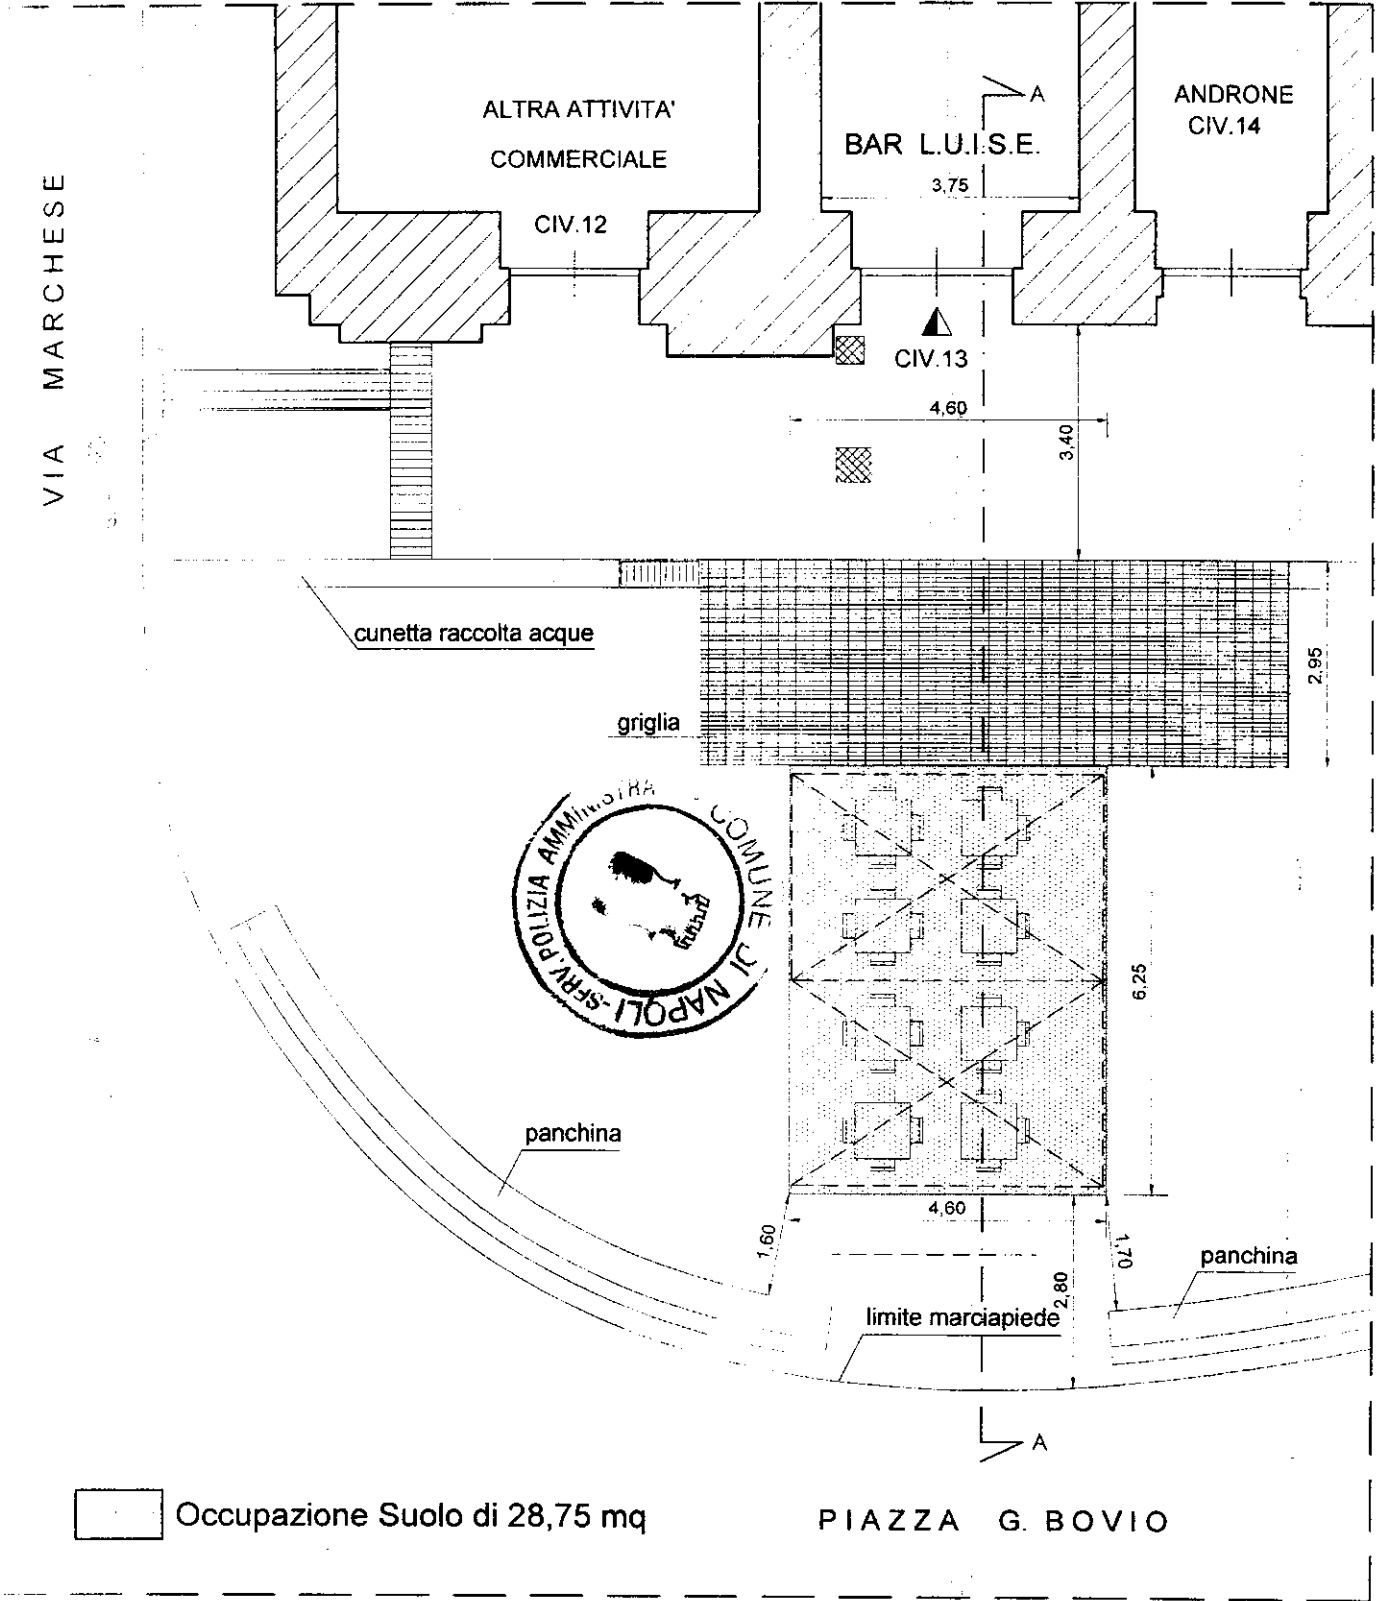 VIA MARCHESE
ALTRA ATTIVITA'
COMMERCIALE
CIV.12
BAR L.U.I.S.E.
3,75
A
ANDRONE
CIV.14
CIV.13
4,60
3,40
cunetta raccolta acque
griglia
2,95
COMUNE DI NAPOLI - SERV. POLIZIA
6,25
panchina
4,60
1,60
1,70
2,80
panchina
limite marciapiede
A
Occupazione Suolo di 28,75 mq
PIAZZA G. BOVIO